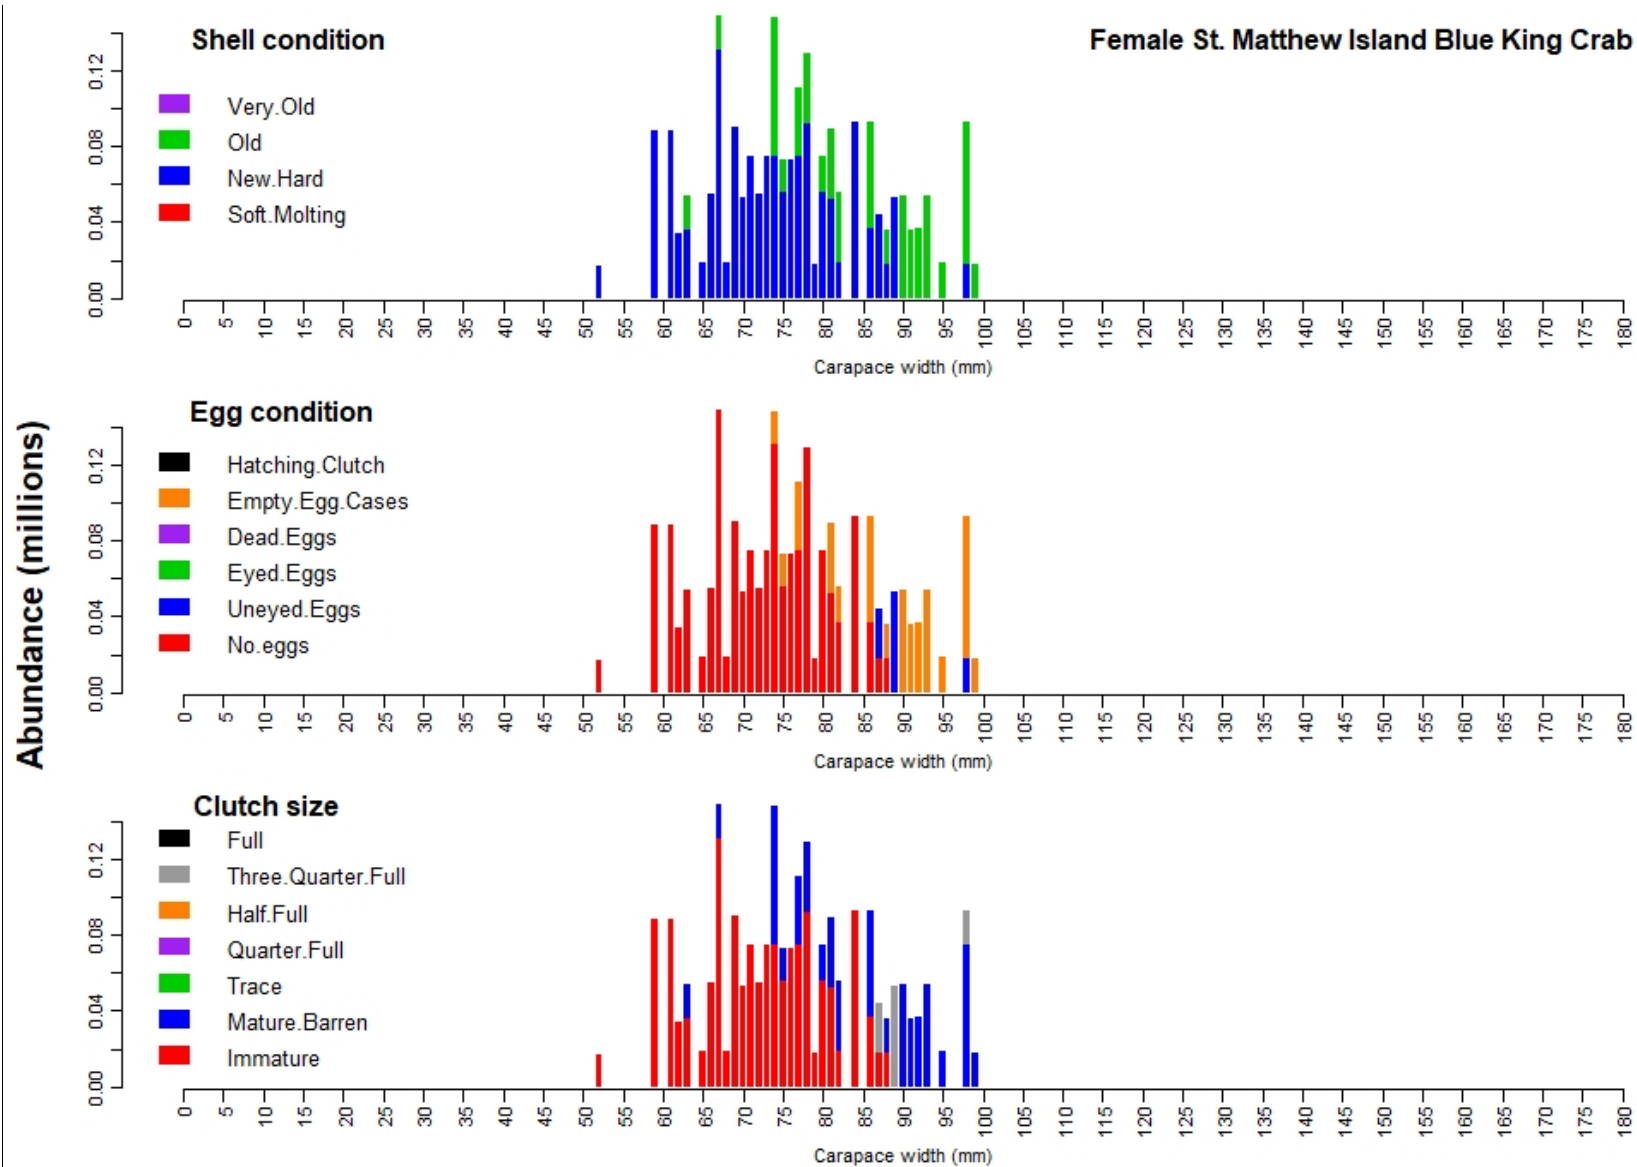 Shell condition
Female St. Matthew Island Blue King Crab
Very.Old
Old
New.Hard
Soft.Molting
0.12
0.08
0.04
0.00
0 5 10 15 20 25 30 35 40 45 50 55 60 65 70 75 80 85 90 95 100 105 110 115 120 125 130 135 140 145 150 155 160 165 170 175 180
Carapace width (mm)
Abundance (millions)
Egg condition
Hatching.Clutch
Empty.Egg.Cases
Dead.Eggs
Eyed.Eggs
Uneyed.Eggs
No.eggs
0.12
0.08
0.04
0.00
0 5 10 15 20 25 30 35 40 45 50 55 60 65 70 75 80 85 90 95 100 105 110 115 120 125 130 135 140 145 150 155 160 165 170 175 180
Carapace width (mm)
Clutch size
Full
Three.Quarter.Full
Half.Full
Quarter.Full
Trace
Mature.Barren
Immature
0.12
0.08
0.04
0.00
0 5 10 15 20 25 30 35 40 45 50 55 60 65 70 75 80 85 90 95 100 105 110 115 120 125 130 135 140 145 150 155 160 165 170 175 180
Carapace width (mm)